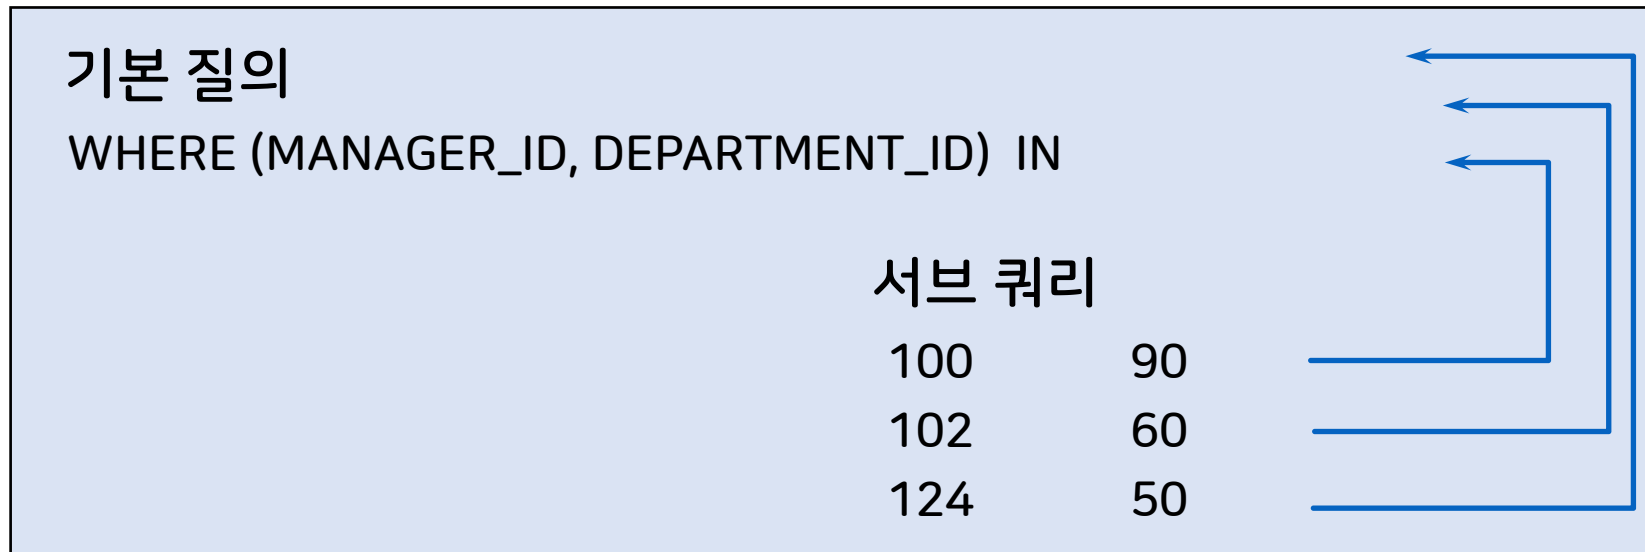 기본 질의
WHERE (MANAGER_ID, DEPARTMENT_ID) IN
서브 쿼리
100 90
102 60
124 50